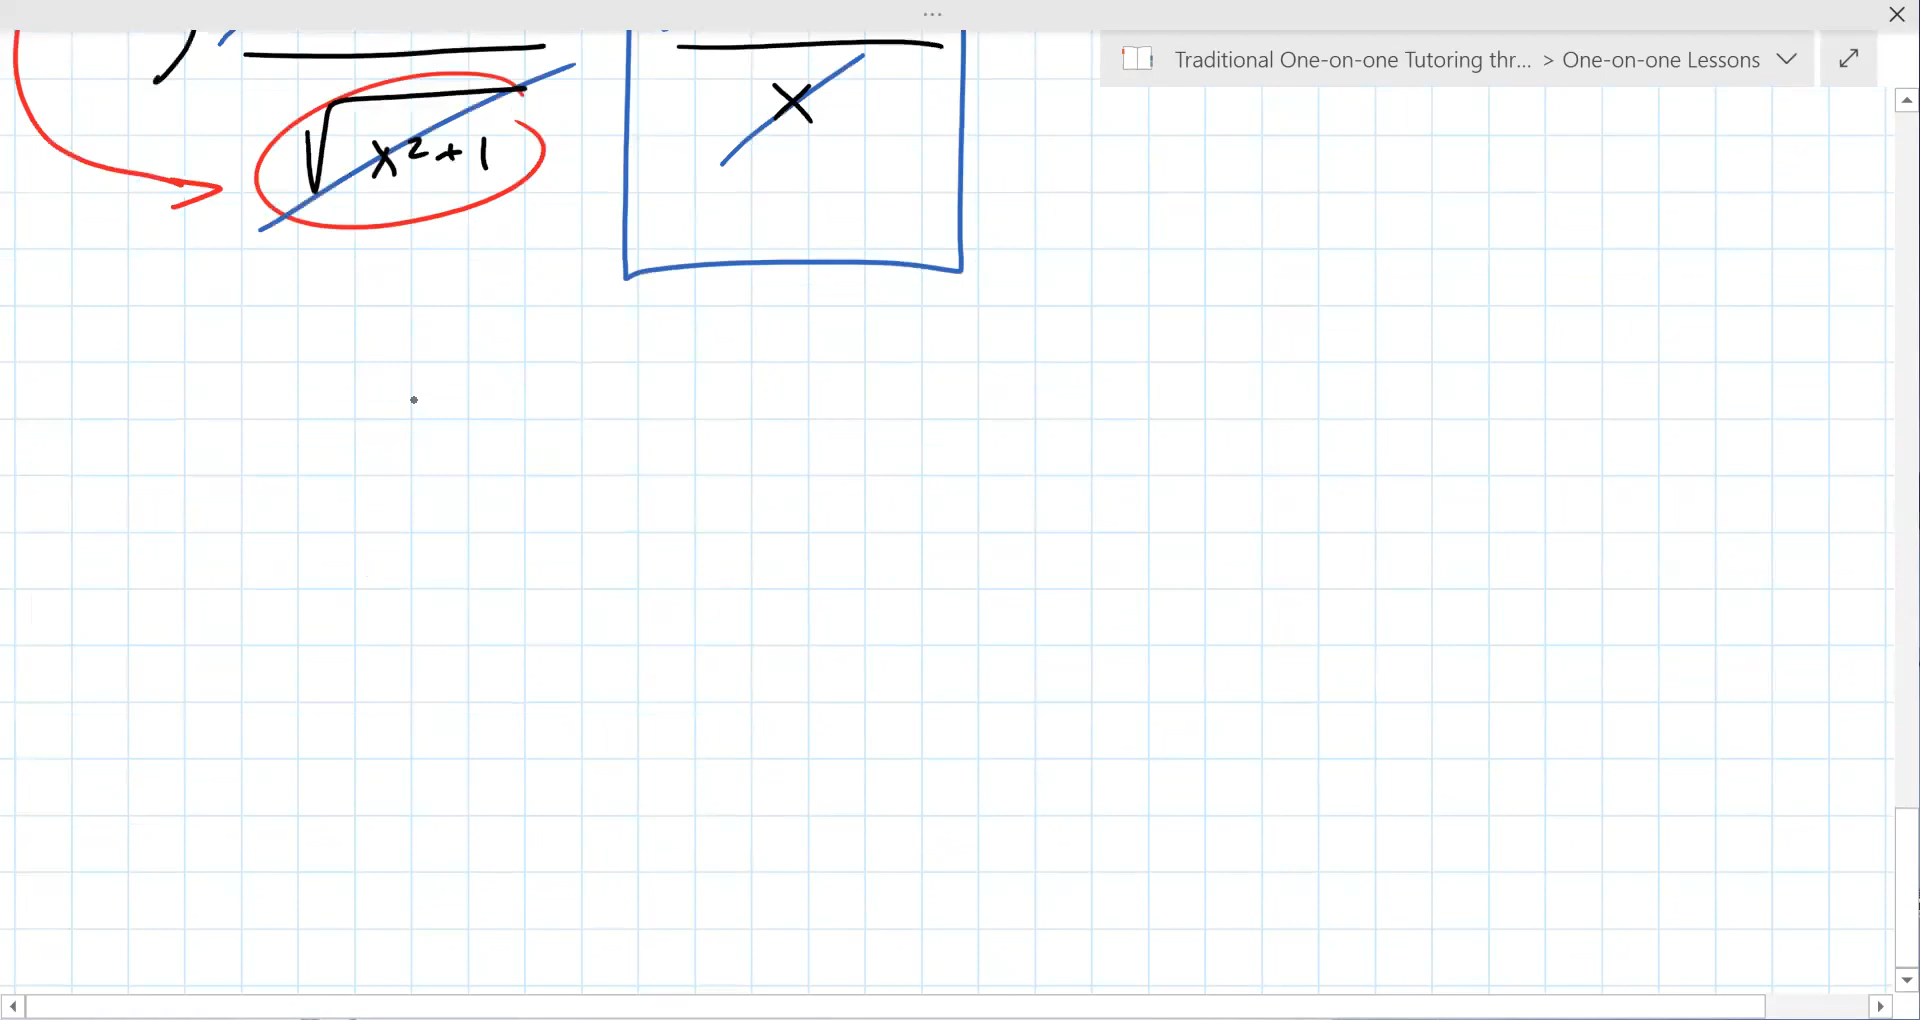 ...
Traditional One-on-one Tutoring thr... > One-on-one Lessons
√x²+1
x